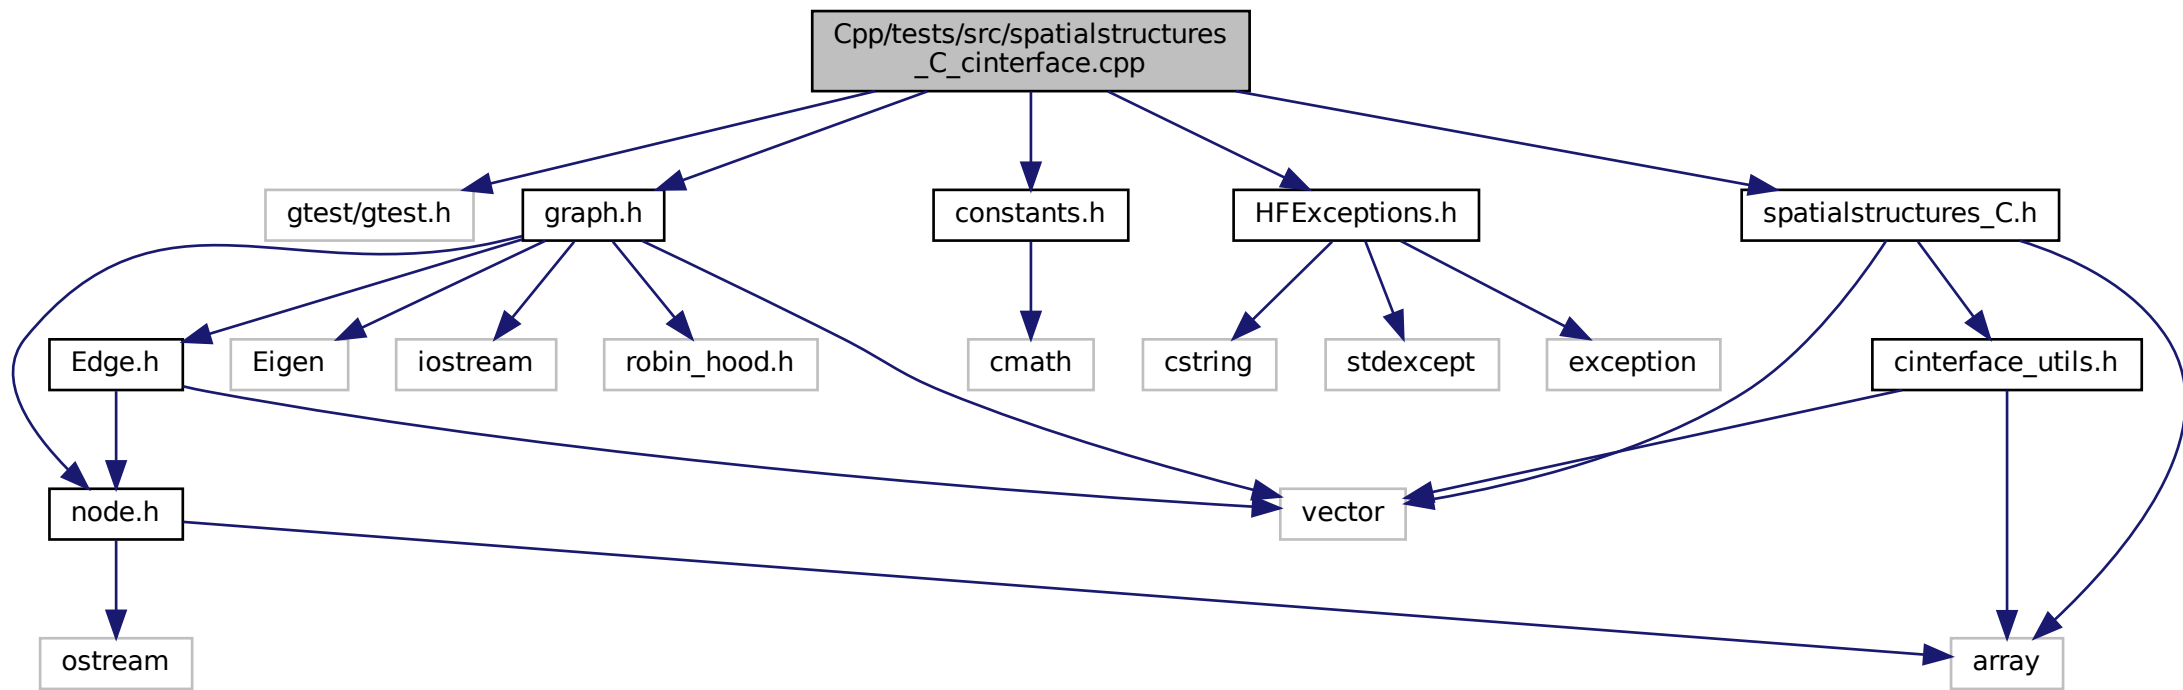 Cpp/tests/src/spatialstructures
_C_cinterface.cpp
gtest/gtest.h
graph.h
constants.h
HFExceptions.h
spatialstructures_C.h
Edge.h
Eigen
iostream
robin_hood.h
cmath
cstring
stdexcept
exception
cinterface_utils.h
node.h
vector
ostream
array